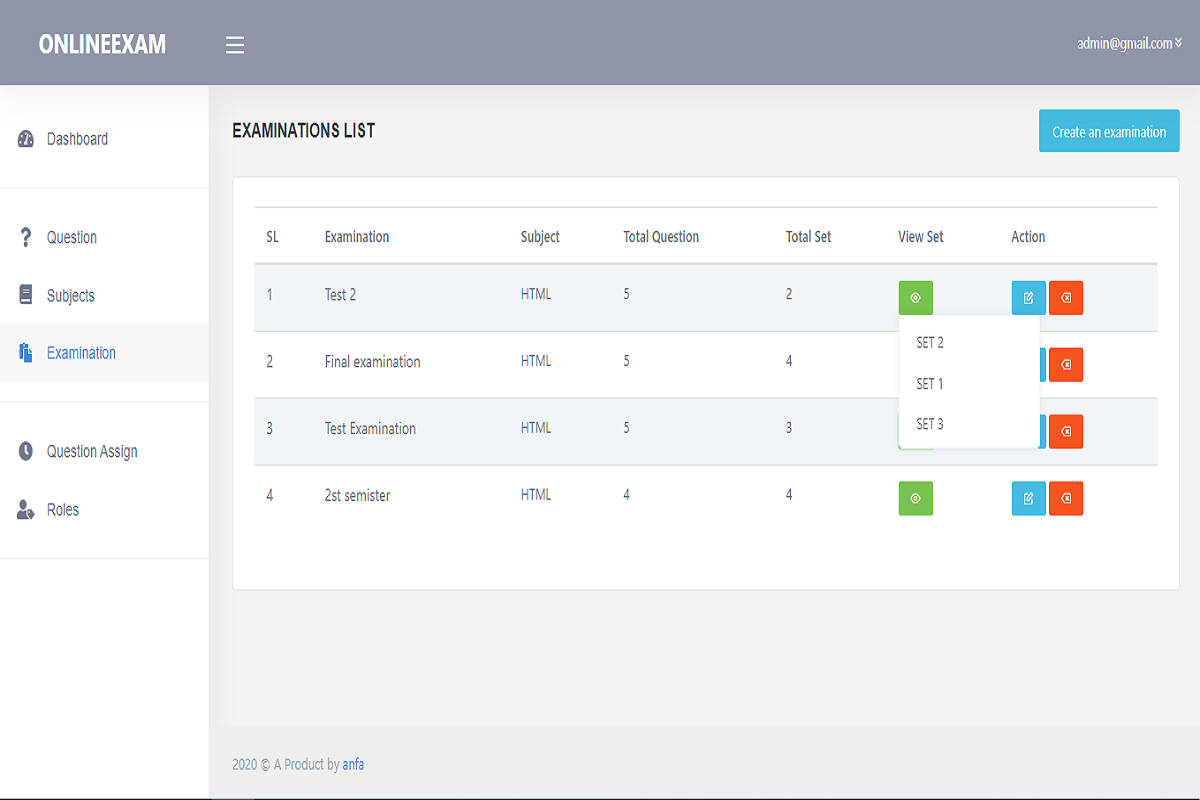 ONLINEEXAM
admin@gmail.com
Dashboard
Question
Subjects
Examination
Question Assign
Roles
EXAMINATIONS LIST
Create an examination
SL Examination Subject Total Question Total Set View Set Action
1 Test 2 HTML 5 2
SET 2
2 Final examination HTML 5 4
SET 1
3 Test Examination HTML 5 3
SET 3
4 2st semister HTML 4 4
2020 © A Product by anfa